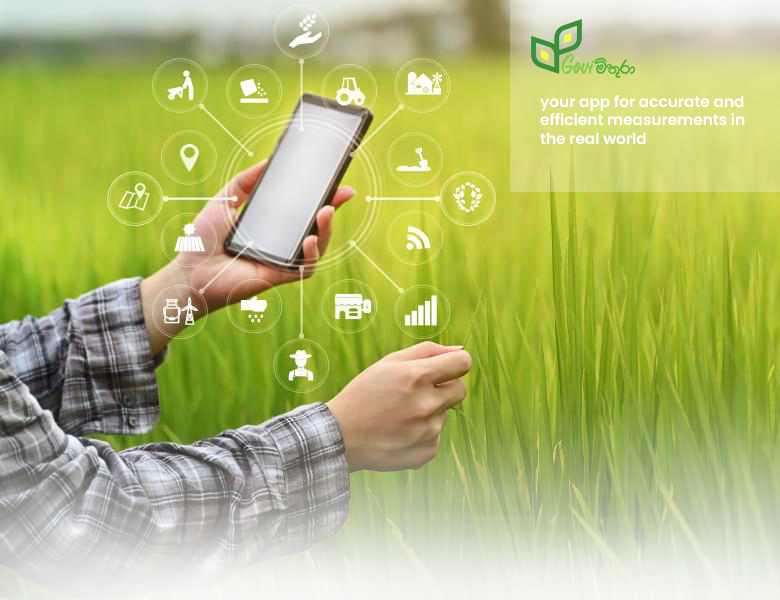 Govi මිතුරා
your app for accurate and
efficient measurements in
the real world